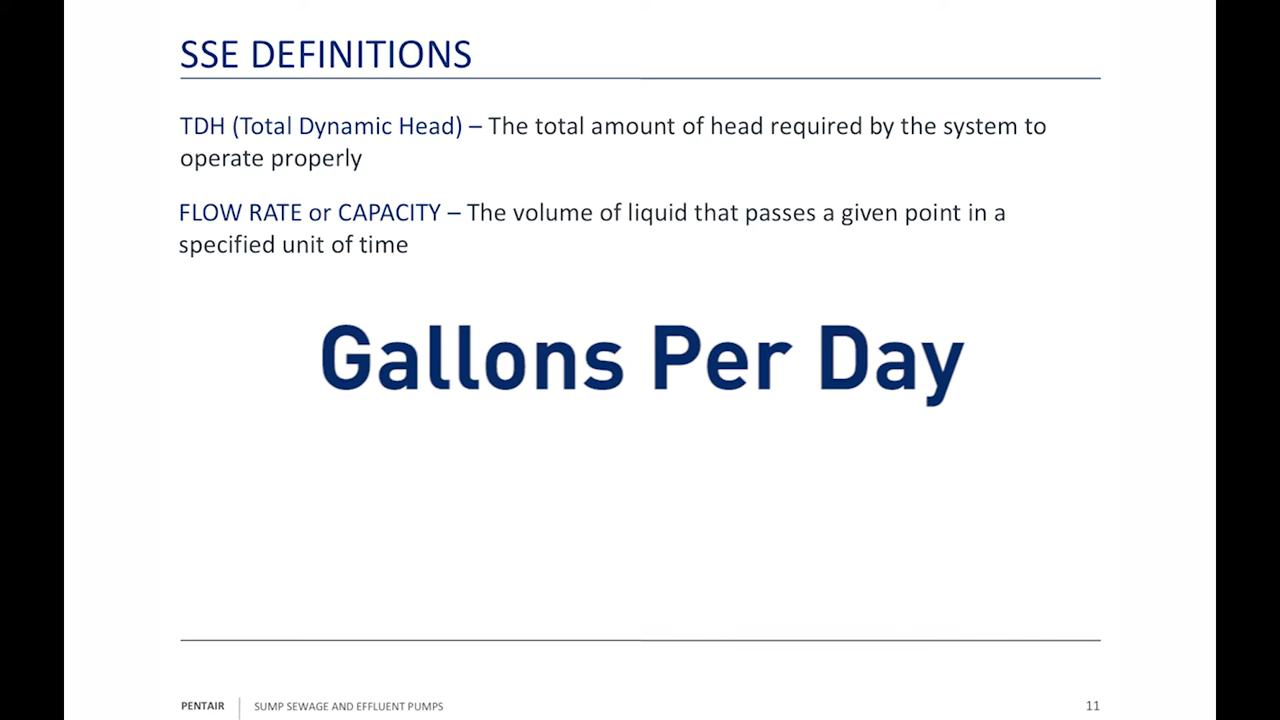 SSE DEFINITIONS
TDH (Total Dynamic Head) – The total amount of head required by the system to
operate properly
FLOW RATE or CAPACITY – The volume of liquid that passes a given point in a
specified unit of time
Gallons Per Day
PENTAIR SUMP SEWAGE AND EFFLUENT PUMPS 11